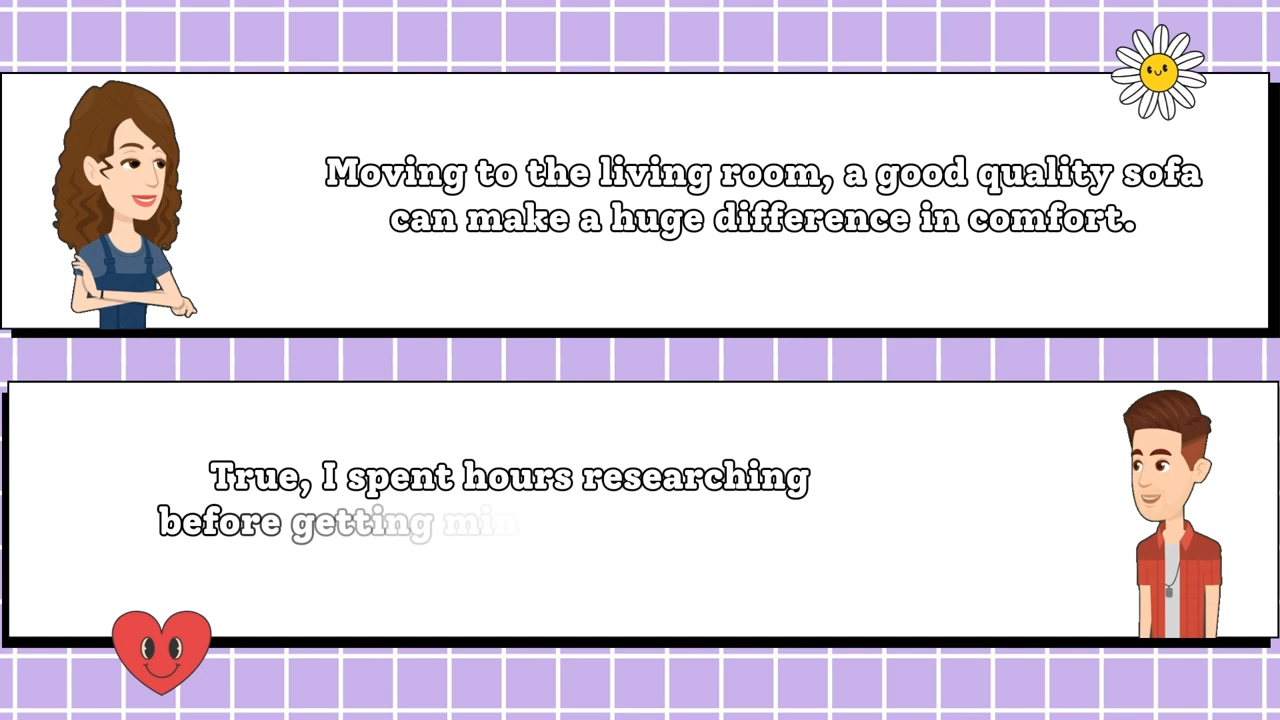 Moving to the living room, a good quality sofa
can make a huge difference in comfort.
True, I spent hours researching
before getting min